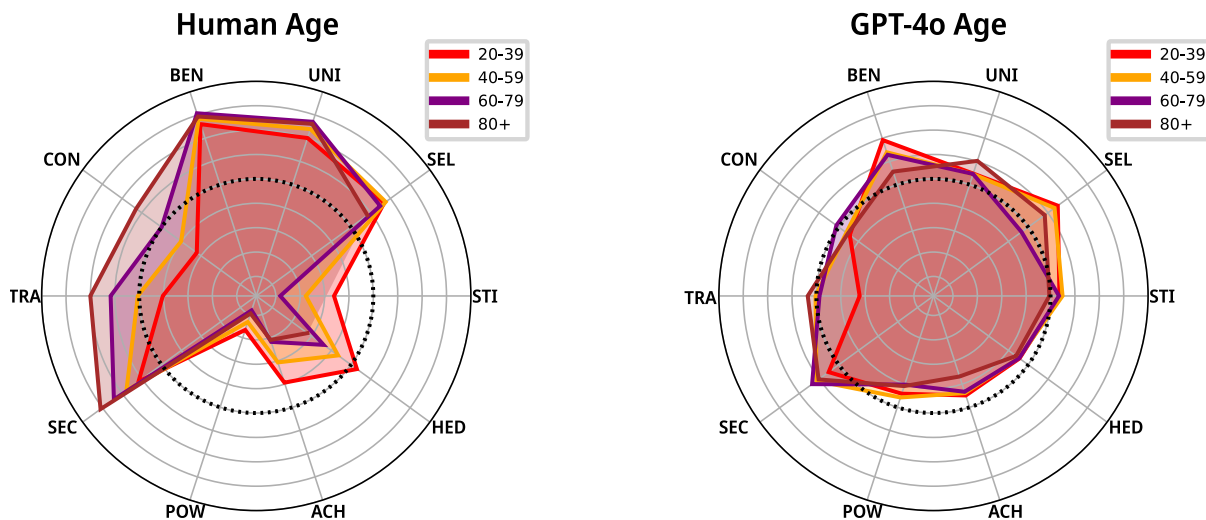 Human Age
20-39
40-59
60-79
80+
BEN
UNI
CON
SEL
TRA
STI
SEC
HED
POW
ACH
GPT-4o Age
20-39
40-59
60-79
80+
BEN
UNI
CON
SEL
TRA
STI
SEC
HED
POW
ACH